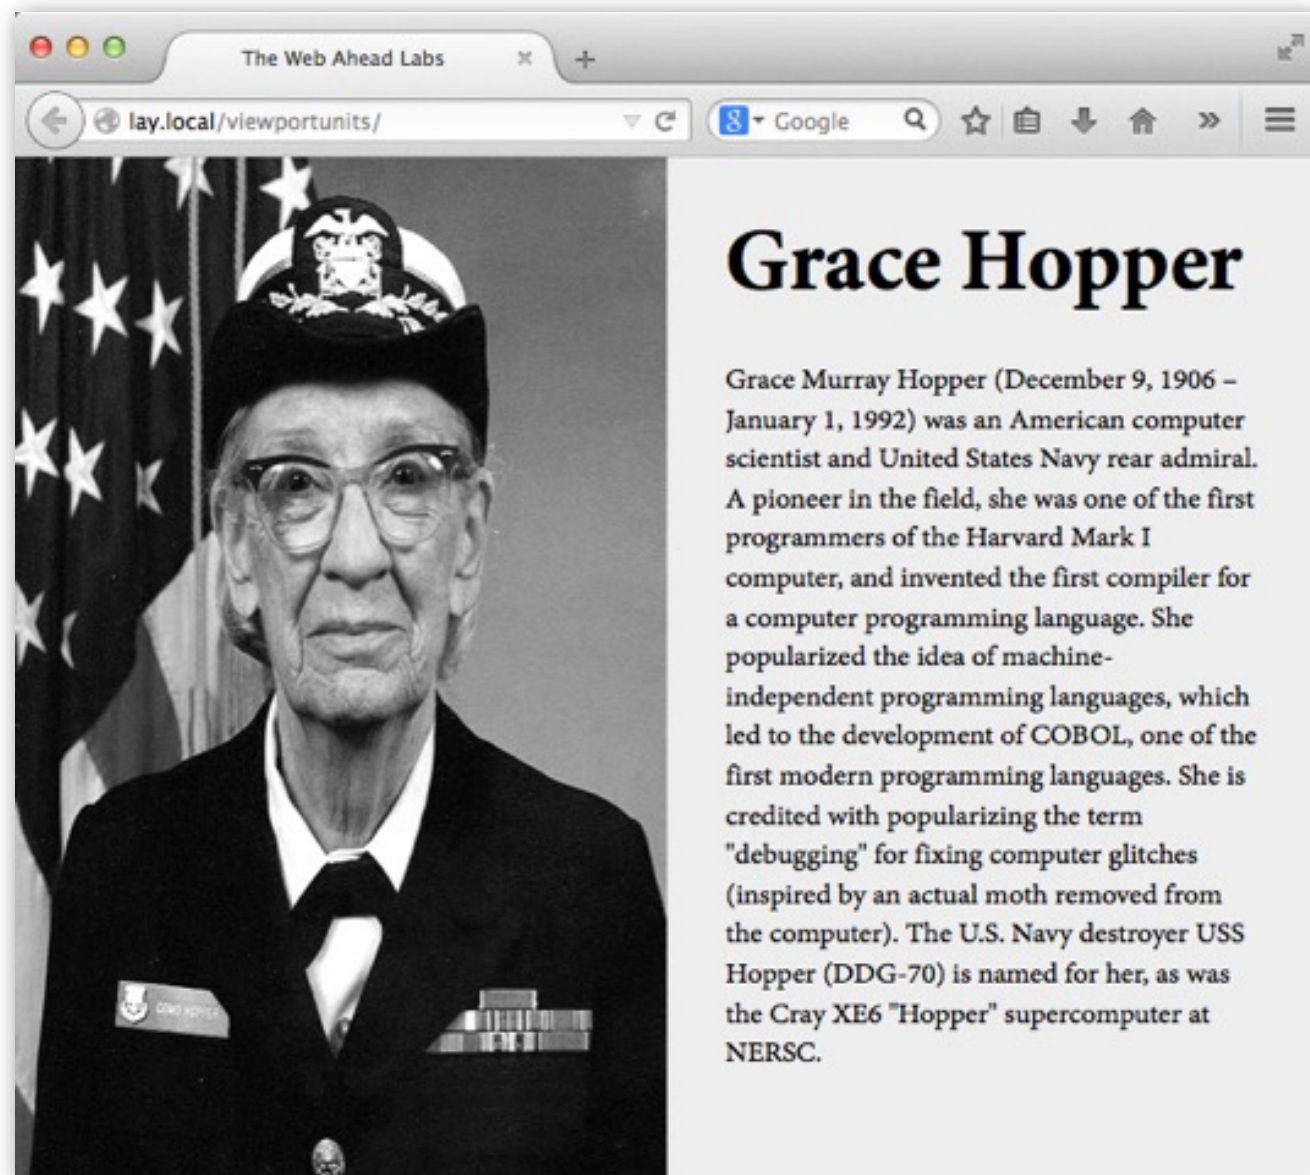 The Web Ahead Labs
lay.local/viewportunits/
8
Google
Grace Hopper
Grace Murray Hopper (December 9, 1906 –
January 1, 1992) was an American computer
scientist and United States Navy rear admiral.
A pioneer in the field, she was one of the first
programmers of the Harvard Mark I
computer, and invented the first compiler for
a computer programming language. She
popularized the idea of machine-
independent programming languages, which
led to the development of COBOL, one of the
first modern programming languages. She is
credited with popularizing the term
"debugging" for fixing computer glitches
(inspired by an actual moth removed from
the computer). The U.S. Navy destroyer USS
Hopper (DDG-70) is named for her, as was
the Cray XE6 "Hopper" supercomputer at
NERSC.